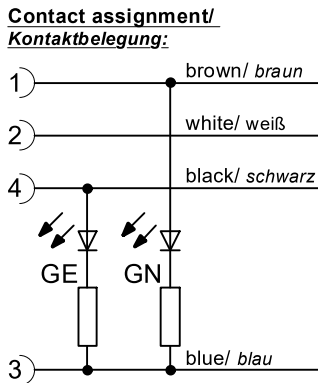 Contact assignment/
Kontaktbelegung:
1 brown/ braun
2 white/ weiß
4 black/ schwarz
GE GN
3 blue/ blau